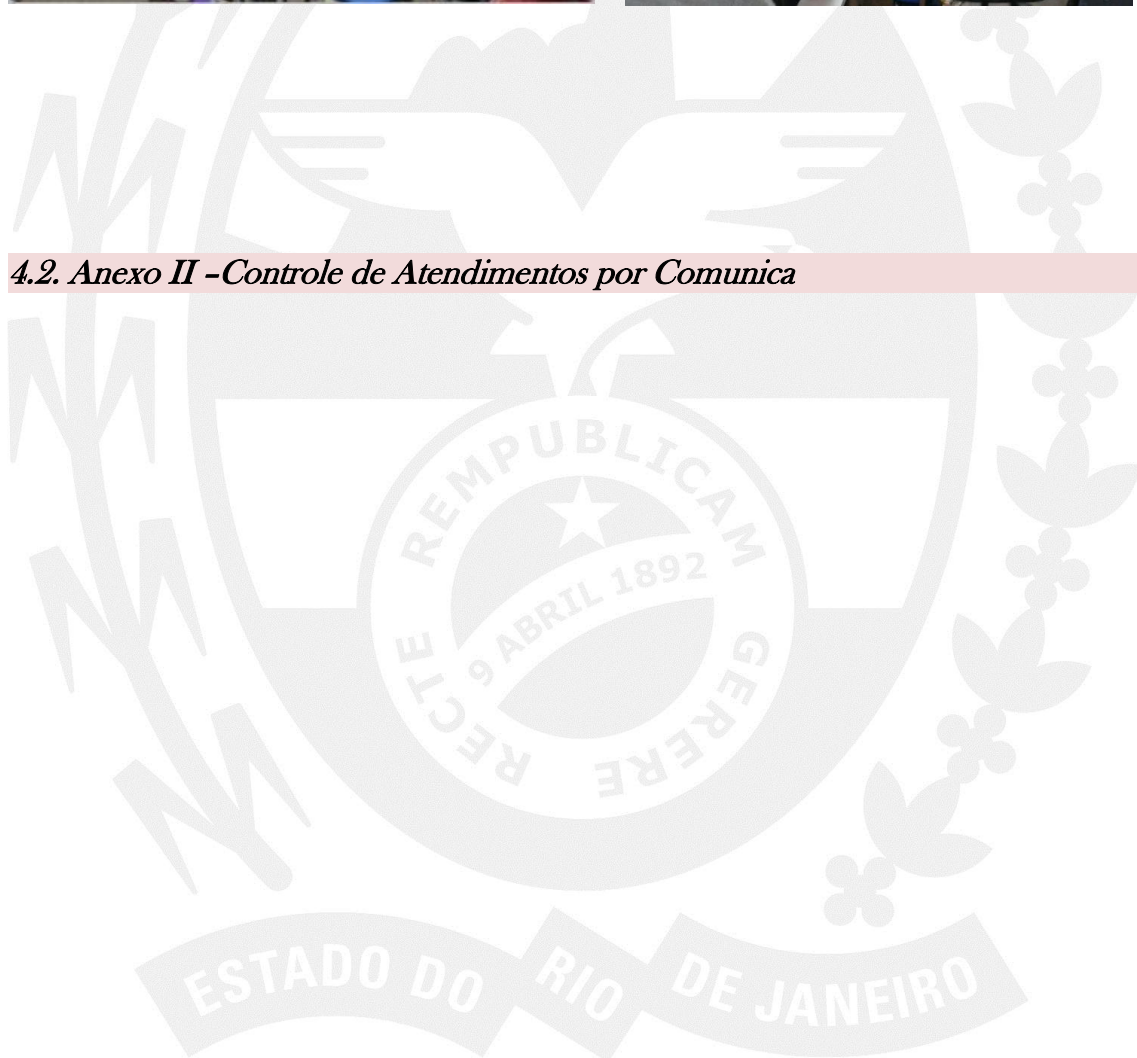 4.2. Anexo II –Controle de Atendimentos por Comunica
REMPUBLICAM
9 ABRIL 1892
RECTE GERERE
ESTADO DO RIO DE JANEIRO